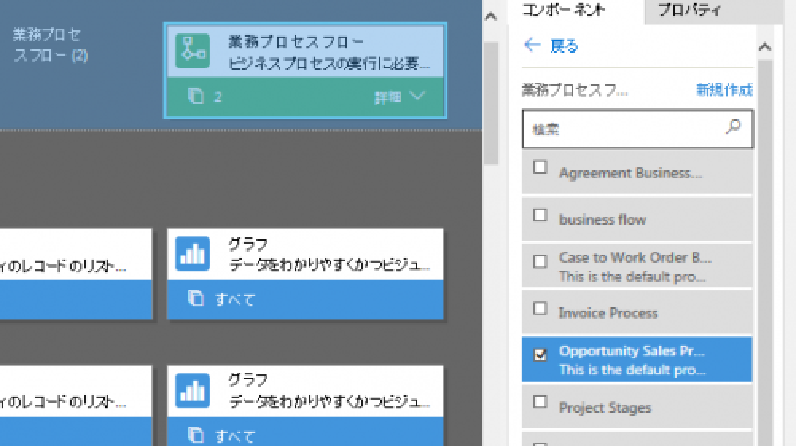 業務プロセ
スフロー (2)
業務プロセスフロー
ビジネスプロセスの実行に必要...
2
詳細
ィのレコードのリスト...
グラフ
データをわかりやすくかつビジュ...
すべて
ィのレコードのリスト...
グラフ
データをわかりやすくかつビジュ...
すべて
コンポーネント
プロパティ
戻る
業務プロセスフ...
新規作成
検索
Agreement Business...
business flow
Case to Work Order B...
This is the default pro...
Invoice Process
Opportunity Sales Pr...
This is the default pro...
Project Stages